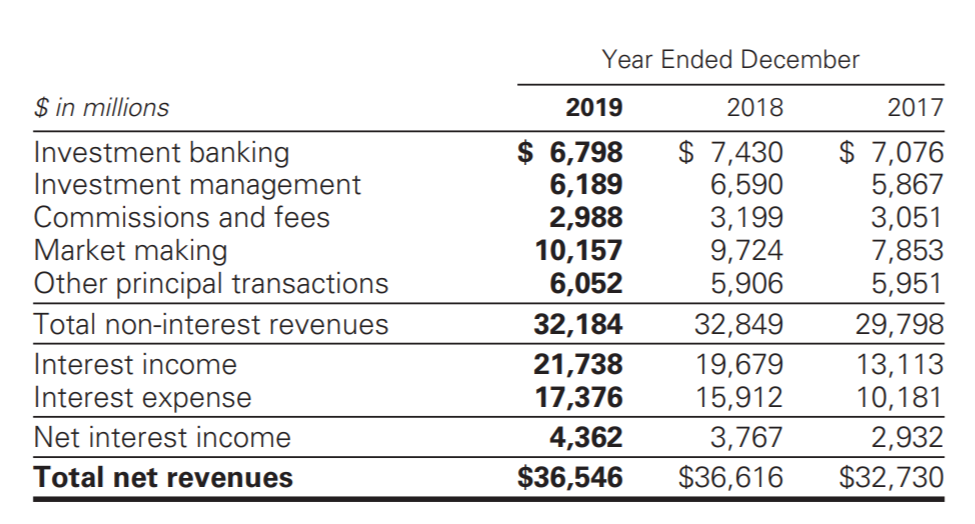 Year Ended December
$ in millions 2019 2018 2017
Investment banking $ 6,798 $ 7,430 $ 7,076
Investment management 6,189 6,590 5,867
Commissions and fees 2,988 3,199 3,051
Market making 10,157 9,724 7,853
Other principal transactions 6,052 5,906 5,951
Total non-interest revenues 32,184 32,849 29,798
Interest income 21,738 19,679 13,113
Interest expense 17,376 15,912 10,181
Net interest income 4,362 3,767 2,932
Total net revenues $36,546 $36,616 $32,730